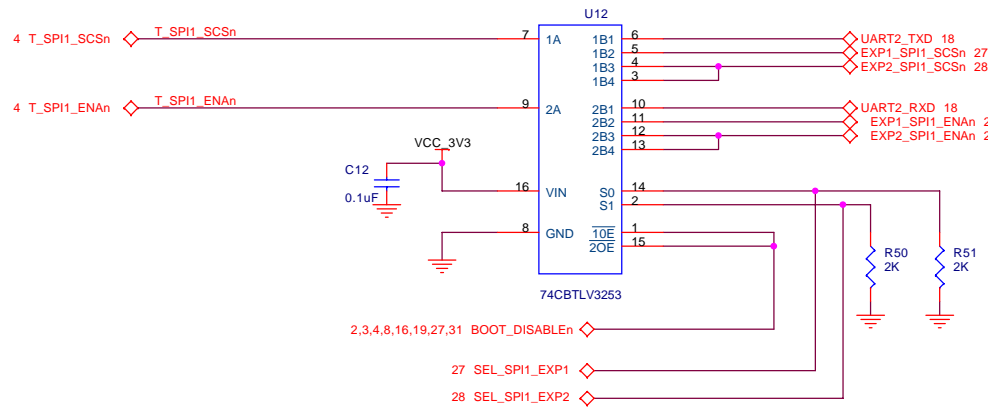 U12
4 T_SPI1_SCSn T_SPI1_SCSn 7 1A 1B1 6 UART2_TXD 18
1B2 5 EXP1_SPI1_SCSn 27
1B3 4 EXP2_SPI1_SCSn 28
1B4 3
4 T_SPI1_ENAn T_SPI1_ENAn 9 2A 2B1 10 UART2_RXD 18
2B2 11 EXP1_SPI1_ENAn 2
2B3 12 EXP2_SPI1_ENAn 2
2B4 13
VCC_3V3
C12
0.1uF
16 VIN S0 14
S1 2
8 GND 10E 1
2OE 15
R50
2K
R51
2K
74CBTLV3253
2,3,4,8,16,19,27,31 BOOT_DISABLEn
27 SEL_SPI1_EXP1
28 SEL_SPI1_EXP2